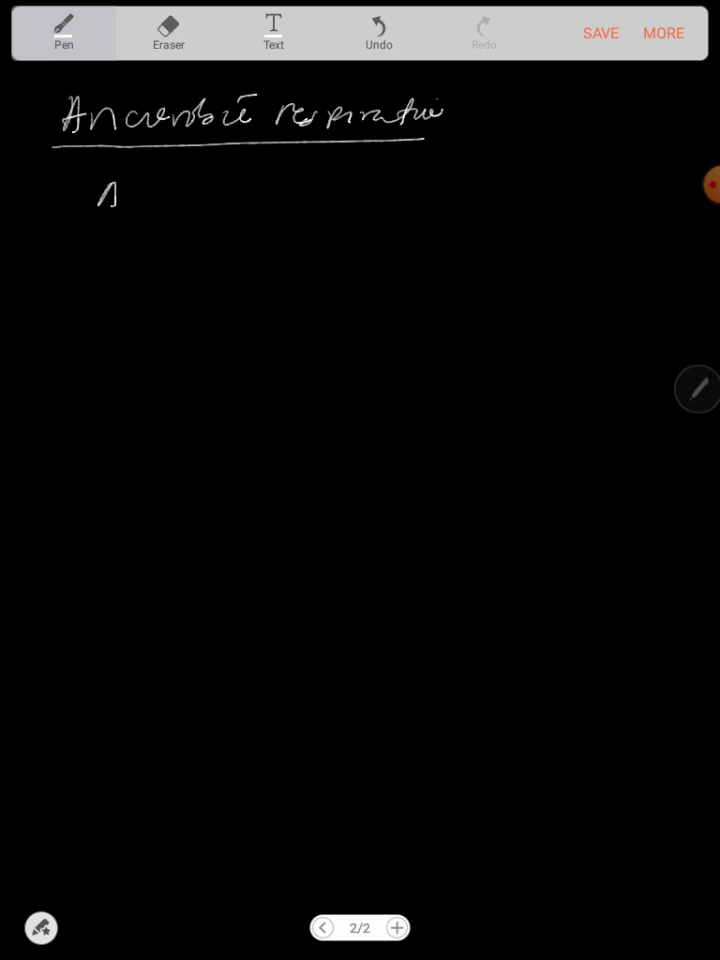 Pen Eraser Text Undo Redo SAVE MORE
T
Anaerobic respiration
A
2/2